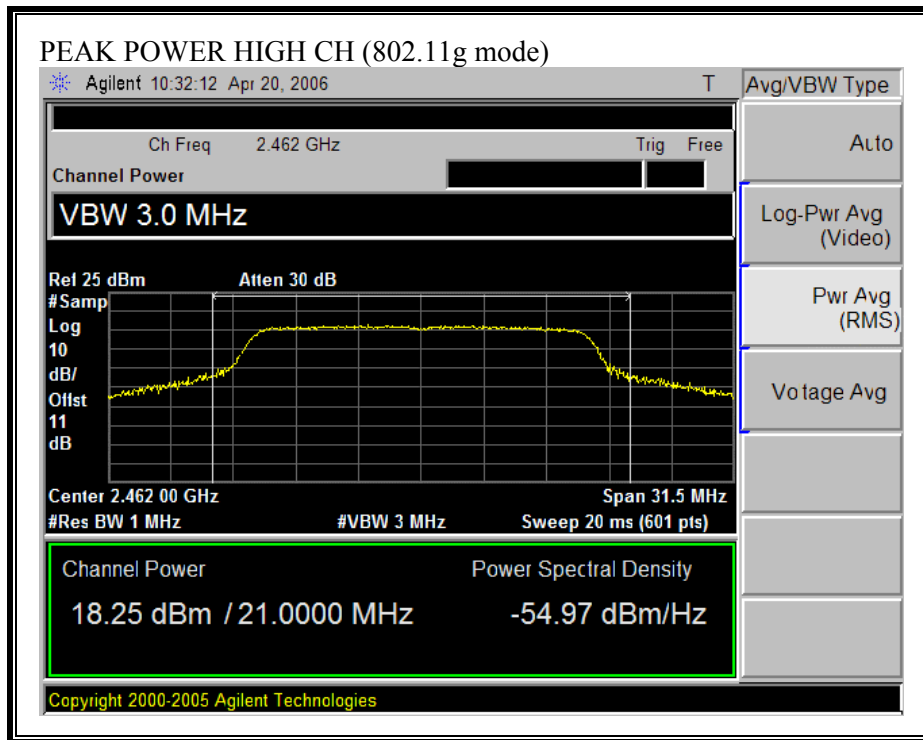 PEAK POWER HIGH CH (802.11g mode)
Agilent 10:32:12 Apr 20, 2006 T
Avg/VBW Type
Ch Freq 2.462 GHz Trig Free
Channel Power
VBW 3.0 MHz
Ref 25 dBm Atten 30 dB
#Samp
Log
10
dB/
Offst
11
dB
Center 2.462 00 GHz Span 31.5 MHz
#Res BW 1 MHz #VBW 3 MHz Sweep 20 ms (601 pts)
Channel Power Power Spectral Density
18.25 dBm / 21.0000 MHz -54.97 dBm/Hz
Copyright 2000-2005 Agilent Technologies
Auto
Log-Pwr Avg
(Video)
Pwr Avg
(RMS)
Votage Avg